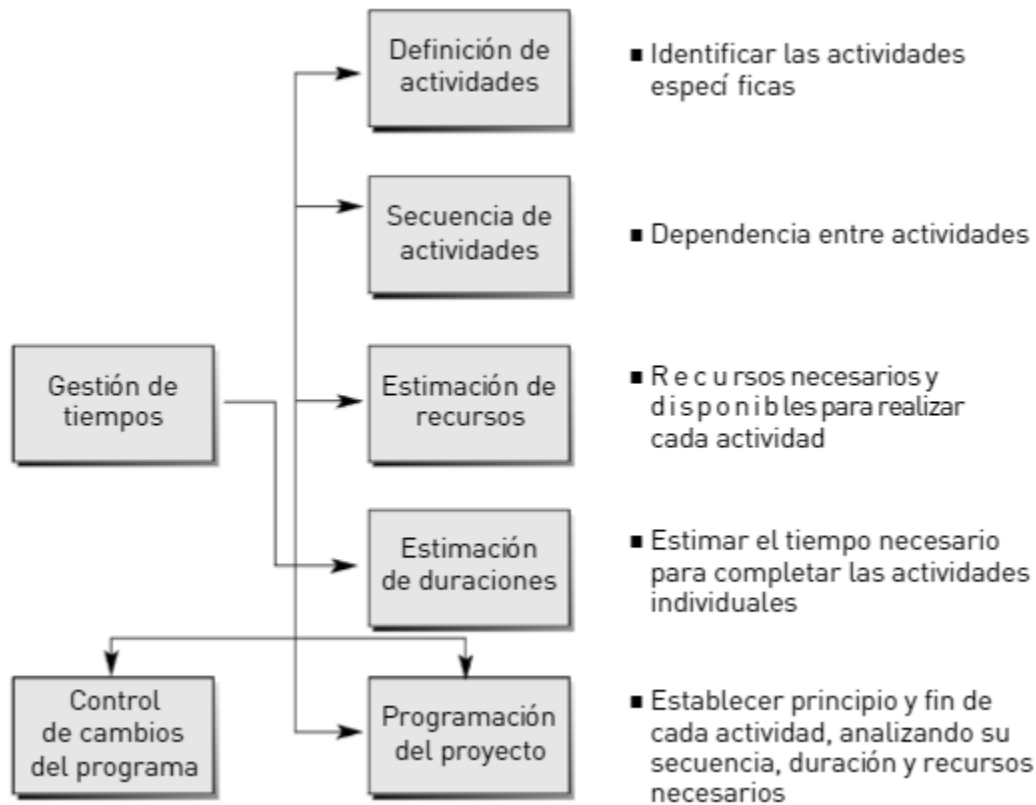 Definición de
actividades
■ Identificar las actividades
especí ficas
Secuencia de
actividades
■ Dependencia entre actividades
Gestión de
tiempos
Estimación de
recursos
■ R e c u rsos necesarios y
d i s p o n i b les para realizar
cada actividad
Estimación
de duraciones
■ Estimar el tiempo necesario
para completar las actividades
individuales
Control
de cambios
del programa
Programación
del proyecto
■ Establecer principio y fin de
cada actividad, analizando su
secuencia, duración y recursos
necesarios